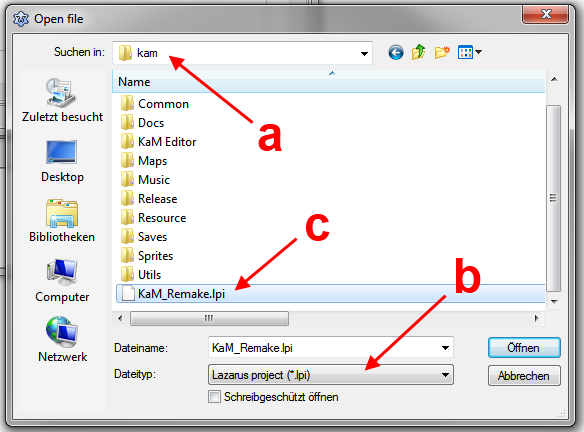 Open file
Suchen in:
kam
Name
Zuletzt besucht
Desktop
Bibliotheken
Computer
Netzwerk
Common
Docs
KaM Editor
Maps
Music
Release
Resource
Saves
Sprites
Utils
KaM_Remake.lpi
a
c
b
Dateiname:
KaM_Remake.lpi
Öffnen
Dateityp:
Lazarus project (*.lpi)
Abbrechen
Schreibgeschützt öffnen